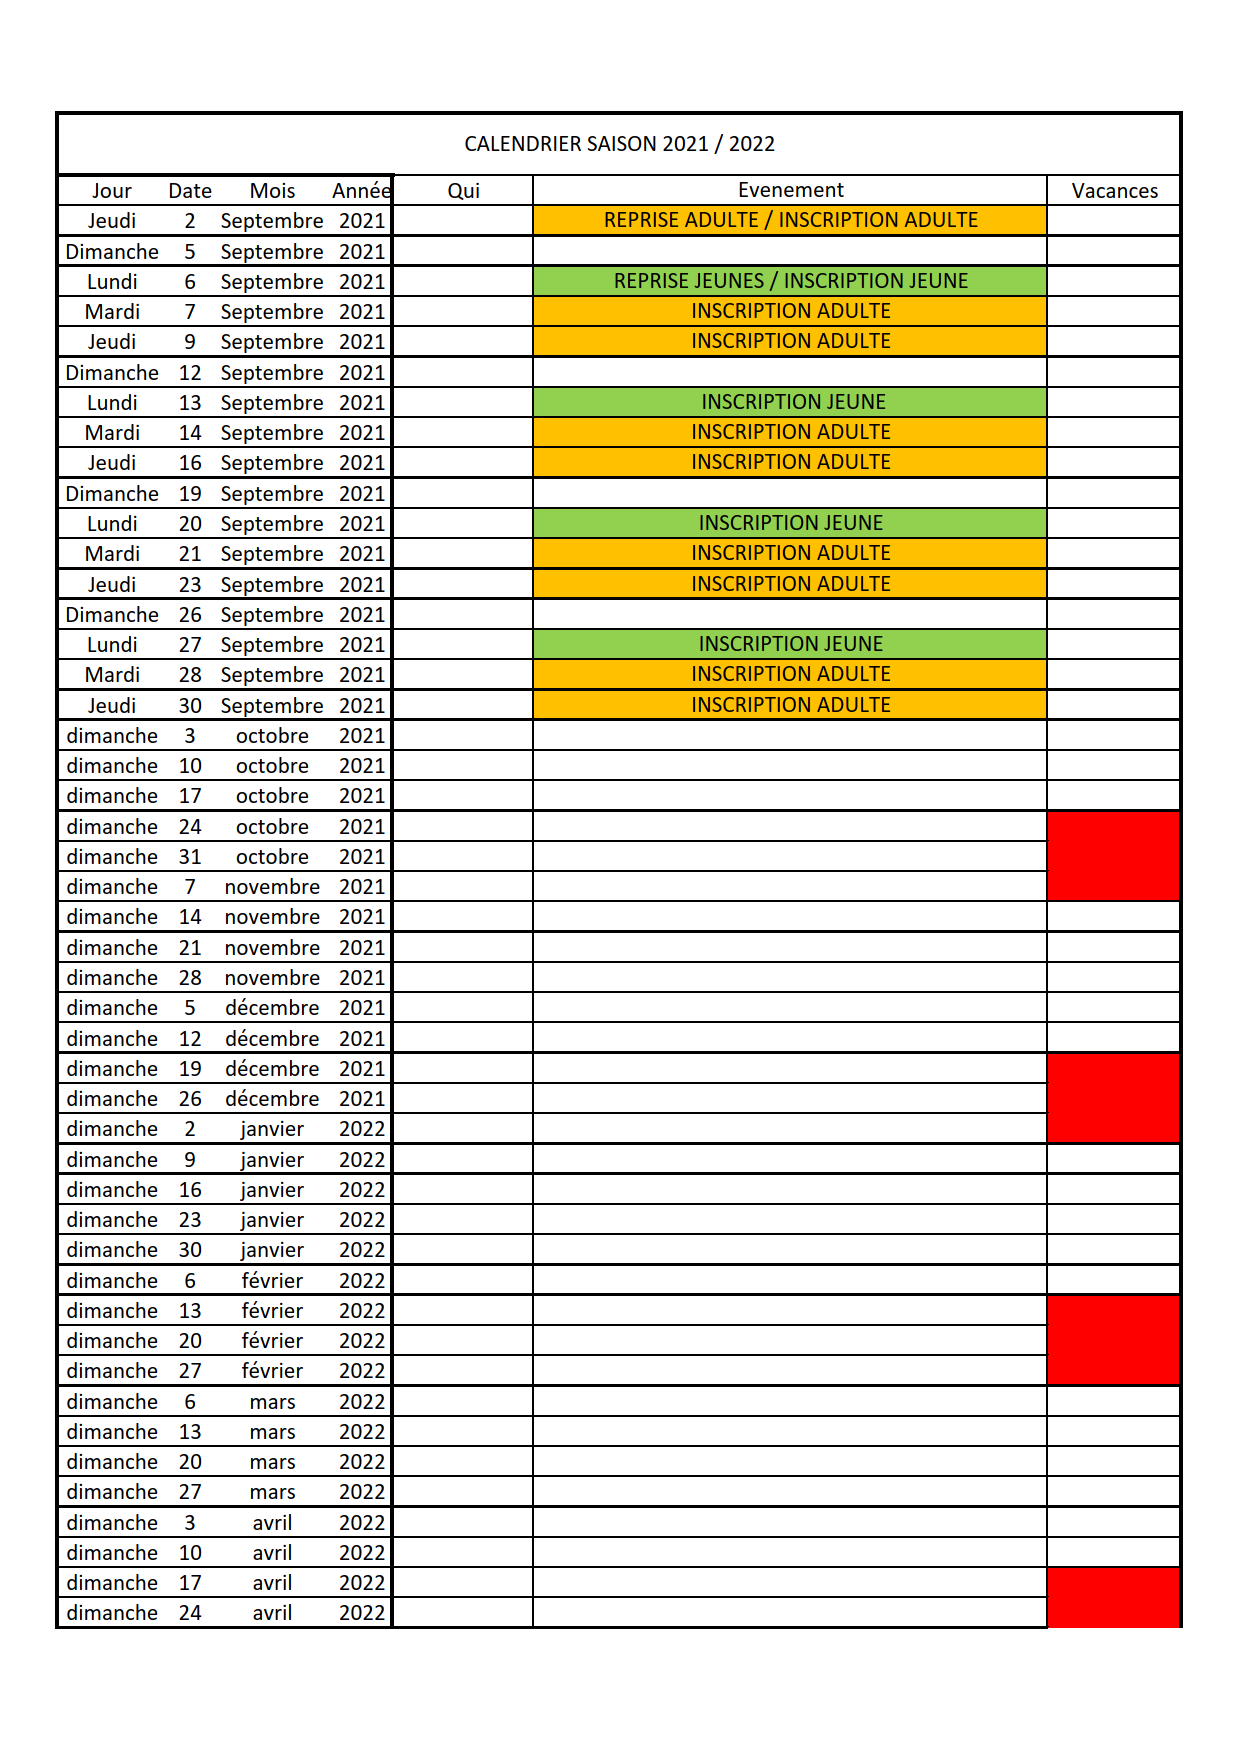 CALENDRIER SAISON 2021 / 2022
Jour Date Mois Année Qui Evenement Vacances
Jeudi 2 Septembre 2021 REPRISE ADULTE / INSCRIPTION ADULTE
Dimanche 5 Septembre 2021
Lundi 6 Septembre 2021 REPRISE JEUNES / INSCRIPTION JEUNE
Mardi 7 Septembre 2021 INSCRIPTION ADULTE
Jeudi 9 Septembre 2021 INSCRIPTION ADULTE
Dimanche 12 Septembre 2021
Lundi 13 Septembre 2021 INSCRIPTION JEUNE
Mardi 14 Septembre 2021 INSCRIPTION ADULTE
Jeudi 16 Septembre 2021 INSCRIPTION ADULTE
Dimanche 19 Septembre 2021
Lundi 20 Septembre 2021 INSCRIPTION JEUNE
Mardi 21 Septembre 2021 INSCRIPTION ADULTE
Jeudi 23 Septembre 2021 INSCRIPTION ADULTE
Dimanche 26 Septembre 2021
Lundi 27 Septembre 2021 INSCRIPTION JEUNE
Mardi 28 Septembre 2021 INSCRIPTION ADULTE
Jeudi 30 Septembre 2021 INSCRIPTION ADULTE
dimanche 3 octobre 2021
dimanche 10 octobre 2021
dimanche 17 octobre 2021
dimanche 24 octobre 2021
dimanche 31 octobre 2021
dimanche 7 novembre 2021
dimanche 14 novembre 2021
dimanche 21 novembre 2021
dimanche 28 novembre 2021
dimanche 5 décembre 2021
dimanche 12 décembre 2021
dimanche 19 décembre 2021
dimanche 26 décembre 2021
dimanche 2 janvier 2022
dimanche 9 janvier 2022
dimanche 16 janvier 2022
dimanche 23 janvier 2022
dimanche 30 janvier 2022
dimanche 6 février 2022
dimanche 13 février 2022
dimanche 20 février 2022
dimanche 27 février 2022
dimanche 6 mars 2022
dimanche 13 mars 2022
dimanche 20 mars 2022
dimanche 27 mars 2022
dimanche 3 avril 2022
dimanche 10 avril 2022
dimanche 17 avril 2022
dimanche 24 avril 2022